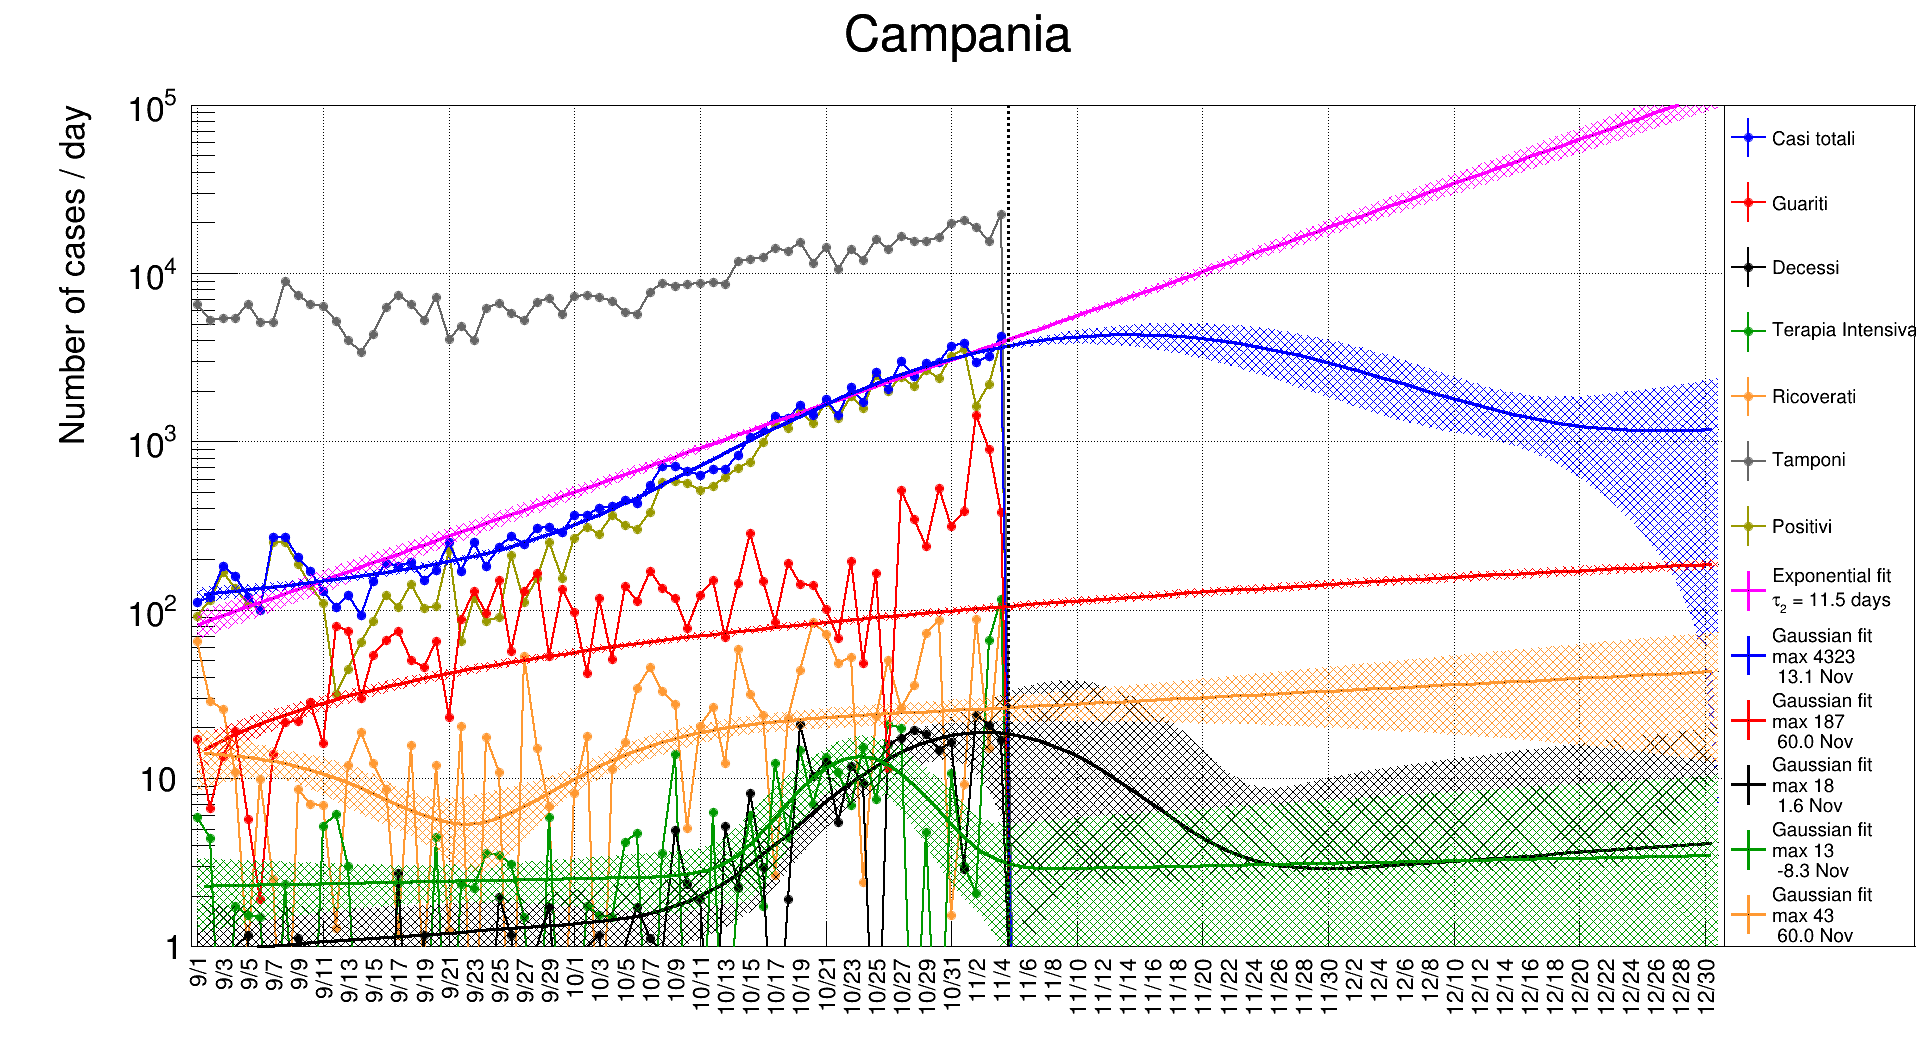 Campania
Number of cases / day
10⁵
10⁴
10³
10²
10
1
9/1
9/3
9/5
9/7
9/9
9/11
9/13
9/15
9/17
9/19
9/21
9/23
9/25
9/27
9/29
10/1
10/3
10/5
10/7
10/9
10/11
10/13
10/15
10/17
10/19
10/21
10/23
10/25
10/27
10/29
10/31
11/2
11/4
11/6
11/8
11/10
11/12
11/14
11/16
11/18
11/20
11/22
11/24
11/26
11/28
11/30
12/2
12/4
12/6
12/8
12/10
12/12
12/14
12/16
12/18
12/20
12/22
12/24
12/26
12/28
12/30
Casi totali
Guariti
Decessi
Terapia Intensiva
Ricoverati
Tamponi
Positivi
Exponential fit
τ₂ = 11.5 days
Gaussian fit
max 4323
13.1 Nov
Gaussian fit
max 187
60.0 Nov
Gaussian fit
max 18
1.6 Nov
Gaussian fit
max 13
-8.3 Nov
Gaussian fit
max 43
60.0 Nov